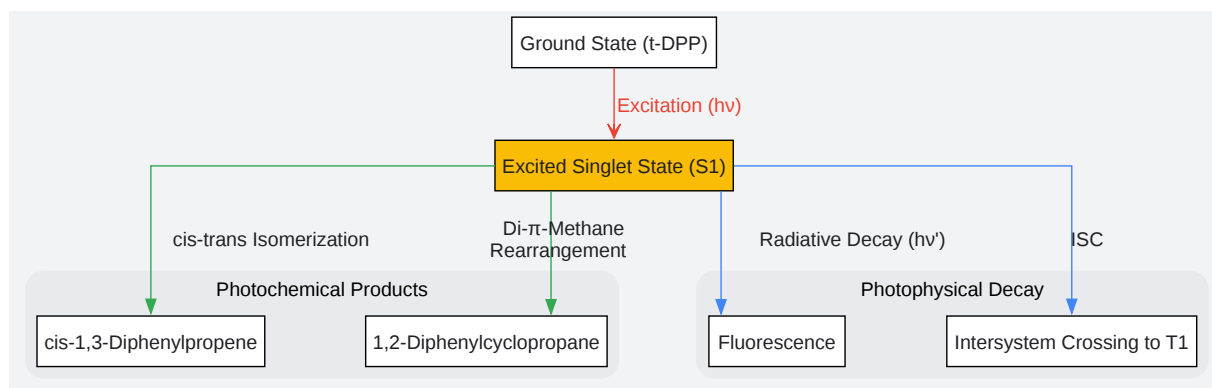 Ground State (t-DPP)
Excitation (hν)
Excited Singlet State (S1)
cis-trans Isomerization
Di-π-Methane
Rearrangement
Radiative Decay (hν')
ISC
Photochemical Products
Photophysical Decay
cis-1,3-Diphenylpropene
1,2-Diphenylcyclopropane
Fluorescence
Intersystem Crossing to T1